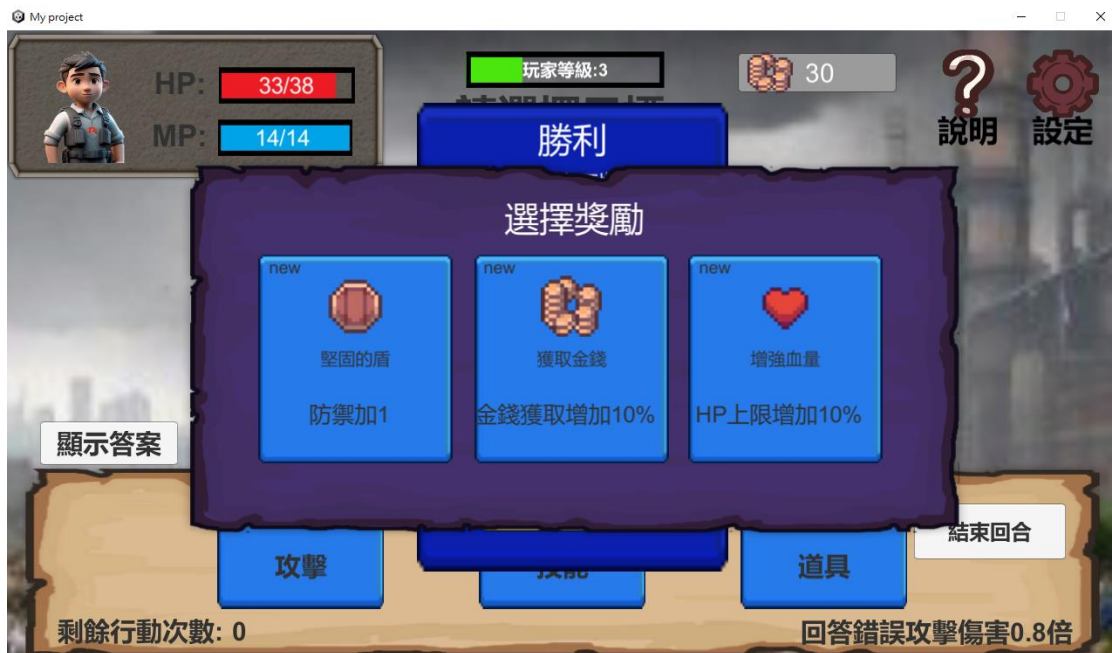 My project
HP: 33/38
MP: 14/14
玩家等級:3
30
說明
設定
勝利
選擇獎勵
new
堅固的盾
防禦加1
new
獲取金錢
金錢獲取增加10%
new
增強血量
HP上限增加10%
顯示答案
結束回合
攻擊
技能
道具
剩餘行動次數: 0
回答錯誤攻擊傷害0.8倍